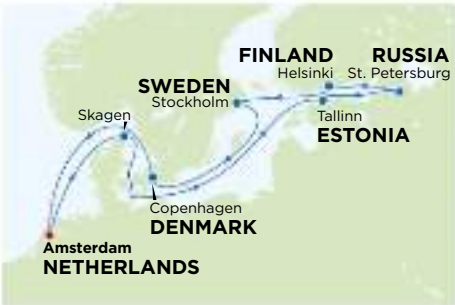 FINLAND
Helsinki
RUSSIA
St. Petersburg
SWEDEN
Stockholm
Skagen
Tallinn
ESTONIA
Copenhagen
DENMARK
Amsterdam
NETHERLANDS